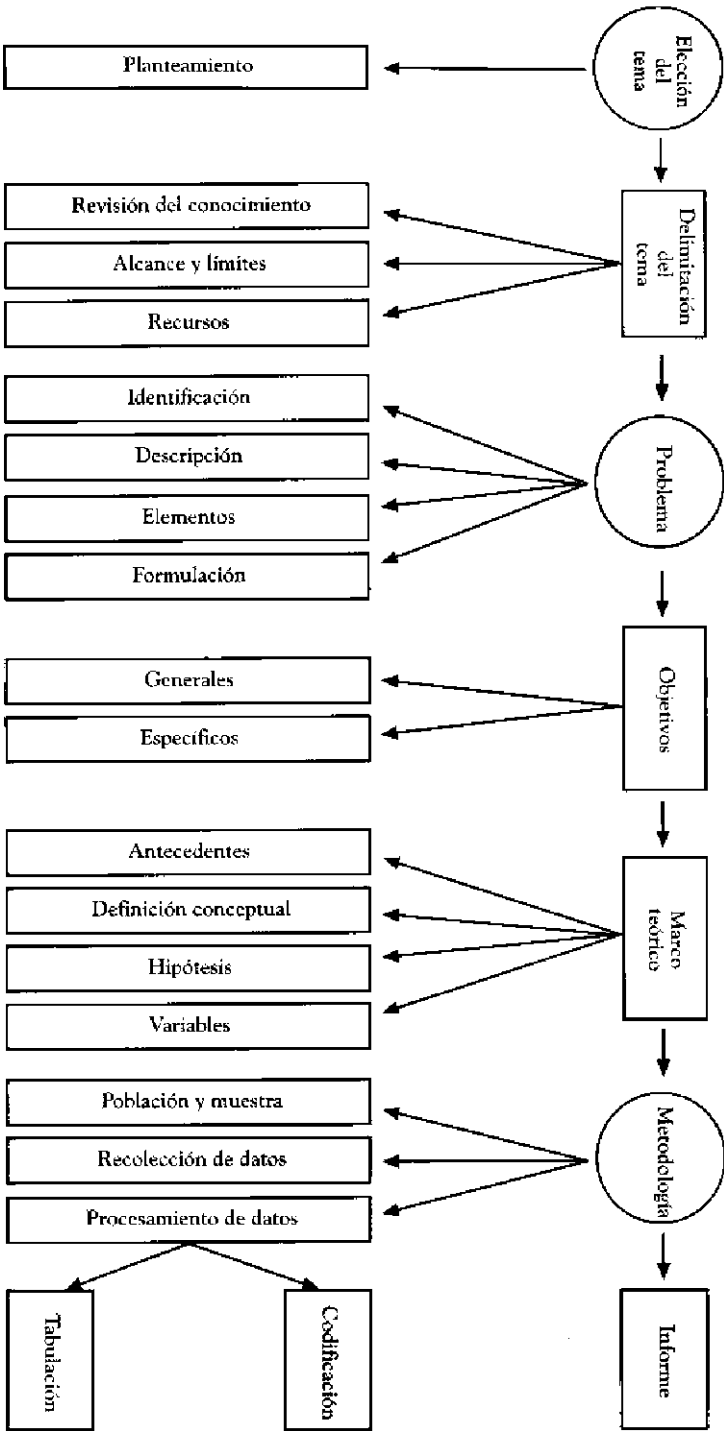 Elección
del
tema
Planteamiento
Delimitación
del
tema
Revisión del conocimiento
Alcance y límites
Recursos
Problema
Identificación
Descripción
Elementos
Formulación
Objetivos
Generales
Específicos
Marco
teórico
Antecedentes
Definición conceptual
Hipótesis
Variables
Metodología
Población y muestra
Recolección de datos
Procesamiento de datos
Tabulación
Codificación
Informe